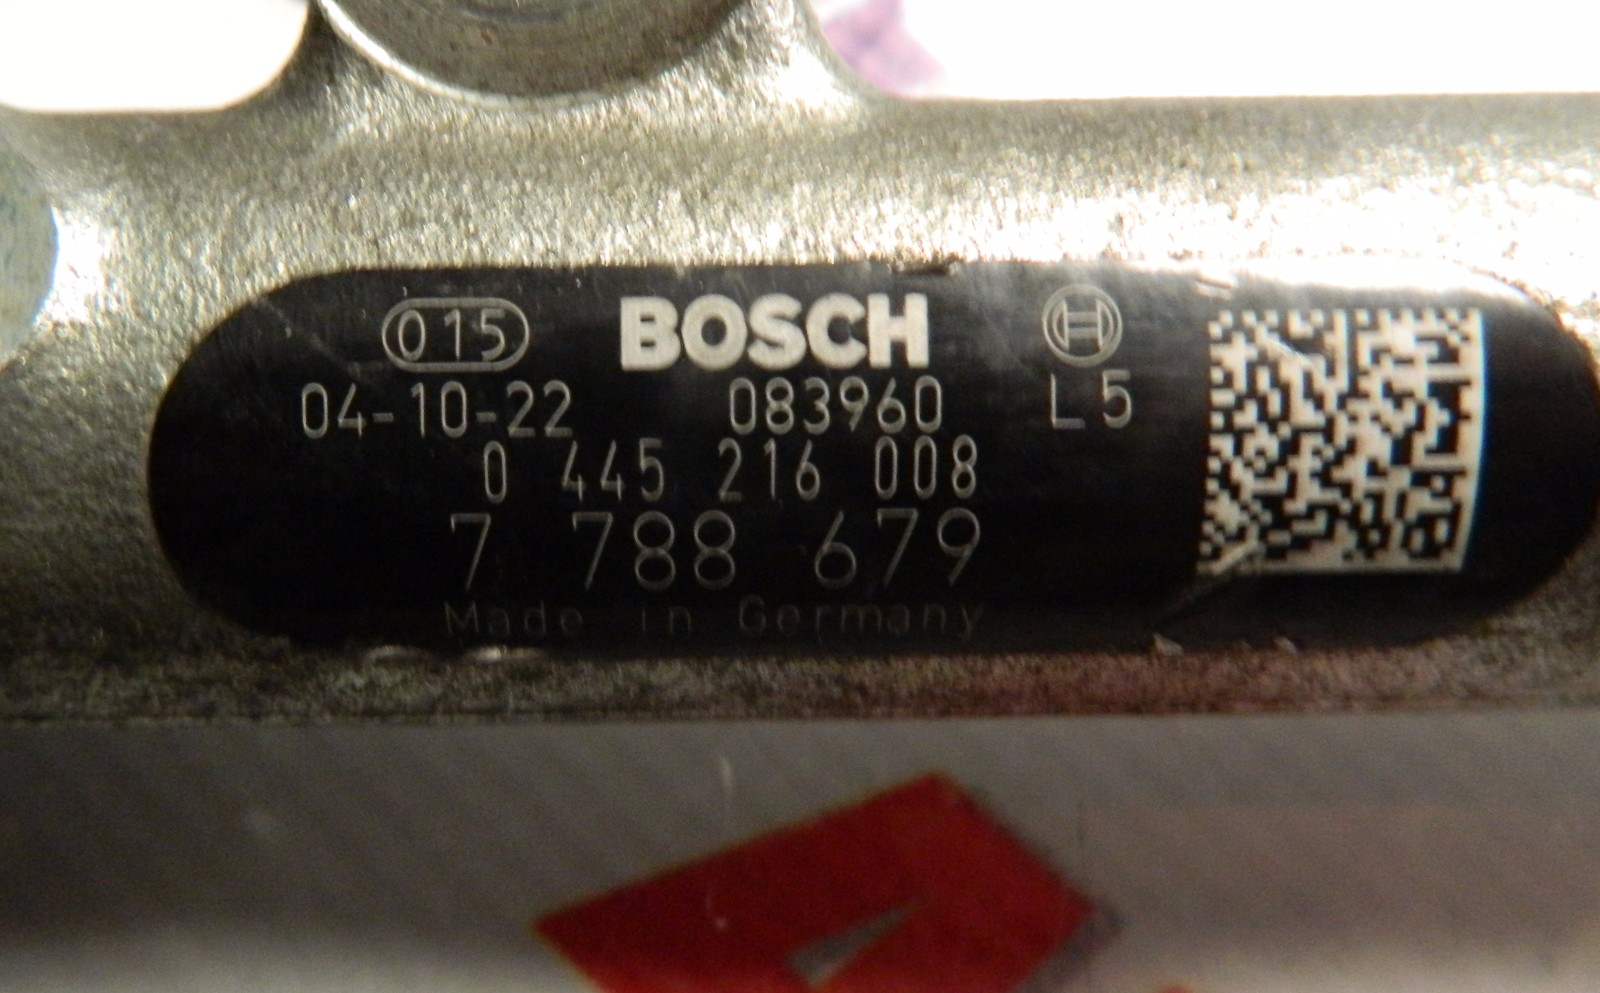 015 BOSCH
04-10-22 083960 L5
0 445 216 008
7 788 679
Made in Germany